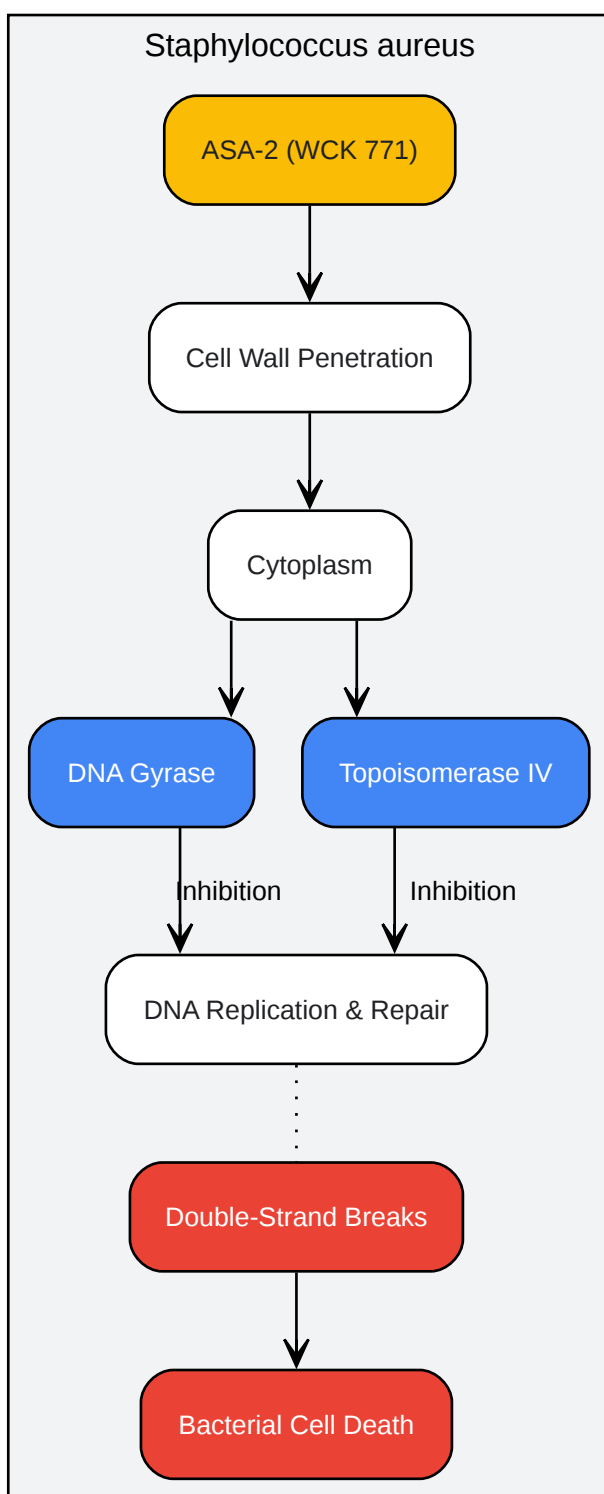 Staphylococcus aureus
ASA-2 (WCK 771)
Cell Wall Penetration
Cytoplasm
DNA Gyrase
Topoisomerase IV
Inhibition
Inhibition
DNA Replication & Repair
Double-Strand Breaks
Bacterial Cell Death